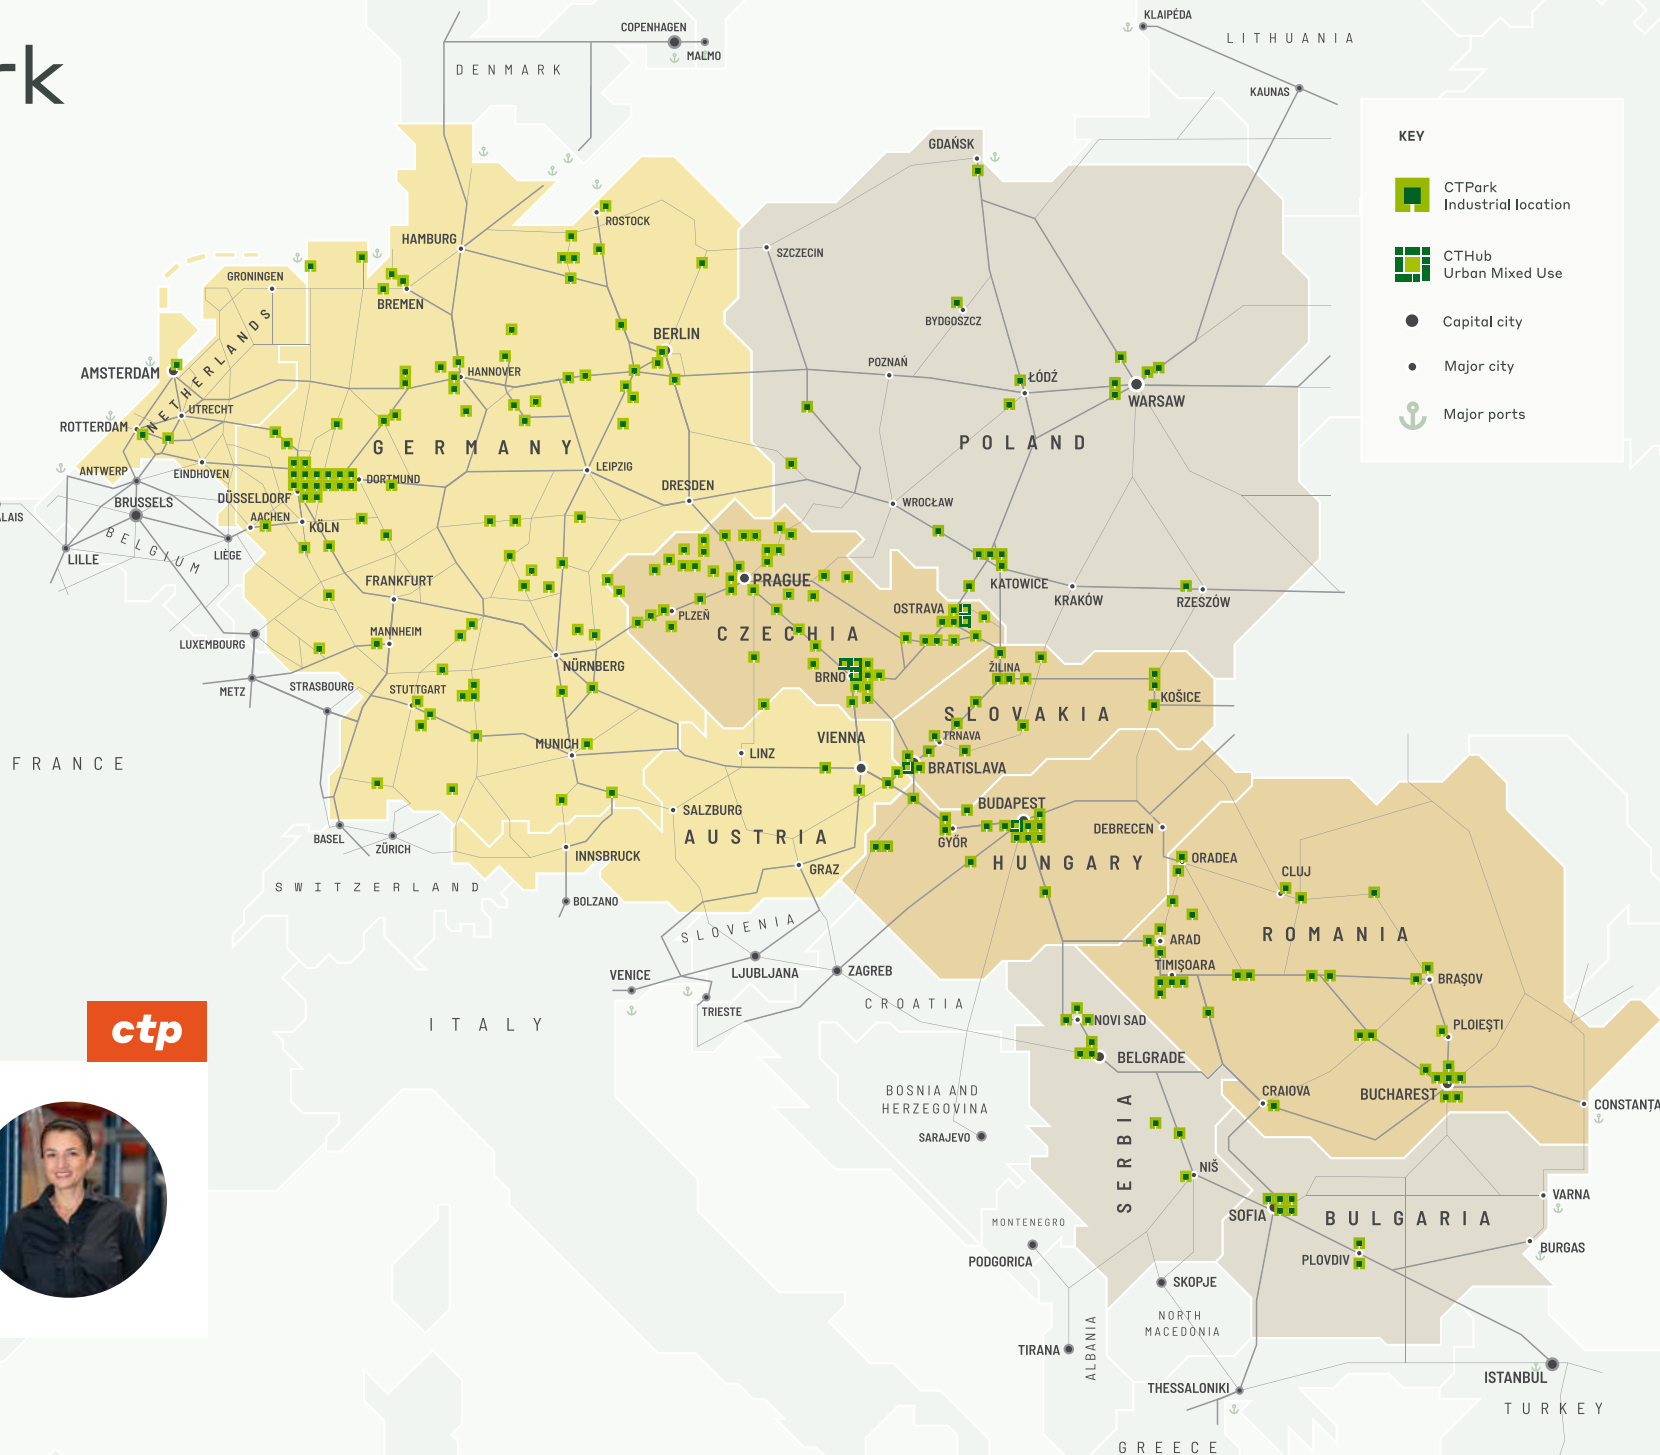 rk
COPENHAGEN
MALMO
DENMARK
KLAIPÉDA
LITHUANIA
KAUNAS
KEY
CTPark
Industrial location
CTHub
Urban Mixed Use
Capital city
Major city
Major ports
GDAŃSK
ROSTOCK
HAMBURG
SZCZECIN
GRONINGEN
BREMEN
BYDGOSZCZ
BERLIN
NETHERLANDS
AMSTERDAM
HANNOVER
POZNAŃ
ŁÓDŹ
WARSAW
UTRECHT
ROTTERDAM
GERMANY
POLAND
ANTWERP
EINDHOVEN
DORTMUND
LEIPZIG
DRESDEN
BRUSSELS
DÜSSELDORF
WROCŁAW
ALAIS
AACHEN
KÖLN
BELGIUM
LIÈGE
LILLE
FRANKFURT
PRAGUE
KATOWICE
KRAKÓW
RZESZÓW
OSTRAVA
PLZEŇ
CZECHIA
LUXEMBOURG
MANNHEIM
NÜRNBERG
ŽILINA
BRNO
METZ
STRASBOURG
STUTTGART
KOŠICE
SLOVAKIA
MUNICH
VIENNA
TRNAVA
LINZ
BRATISLAVA
FRANCE
SALZBURG
BUDAPEST
AUSTRIA
DEBRECEN
GYŐR
BASEL
ZÜRICH
INNSBRUCK
HUNGARY
ORADEA
GRAZ
CLUJ
SWITZERLAND
BOLZANO
SLOVENIA
ROMANIA
ARAD
LJUBLJANA
ZAGREB
TIMIȘOARA
VENICE
BRAȘOV
TRIESTE
CROATIA
ITALY
NOVI SAD
PLOIEȘTI
ctp
BELGRADE
BOSNIA AND
HERZEGOVINA
CRAIOVA
BUCHAREST
CONSTANȚA
SARAJEVO
SERBIA
NIŠ
VARNA
MONTENEGRO
SOFIA
BULGARIA
PODGORICA
PLOVDIV
BURGAS
SKOPJE
NORTH
MACEDONIA
TIRANA
ALBANIA
ISTANBUL
THESSALONIKI
TURKEY
GREECE